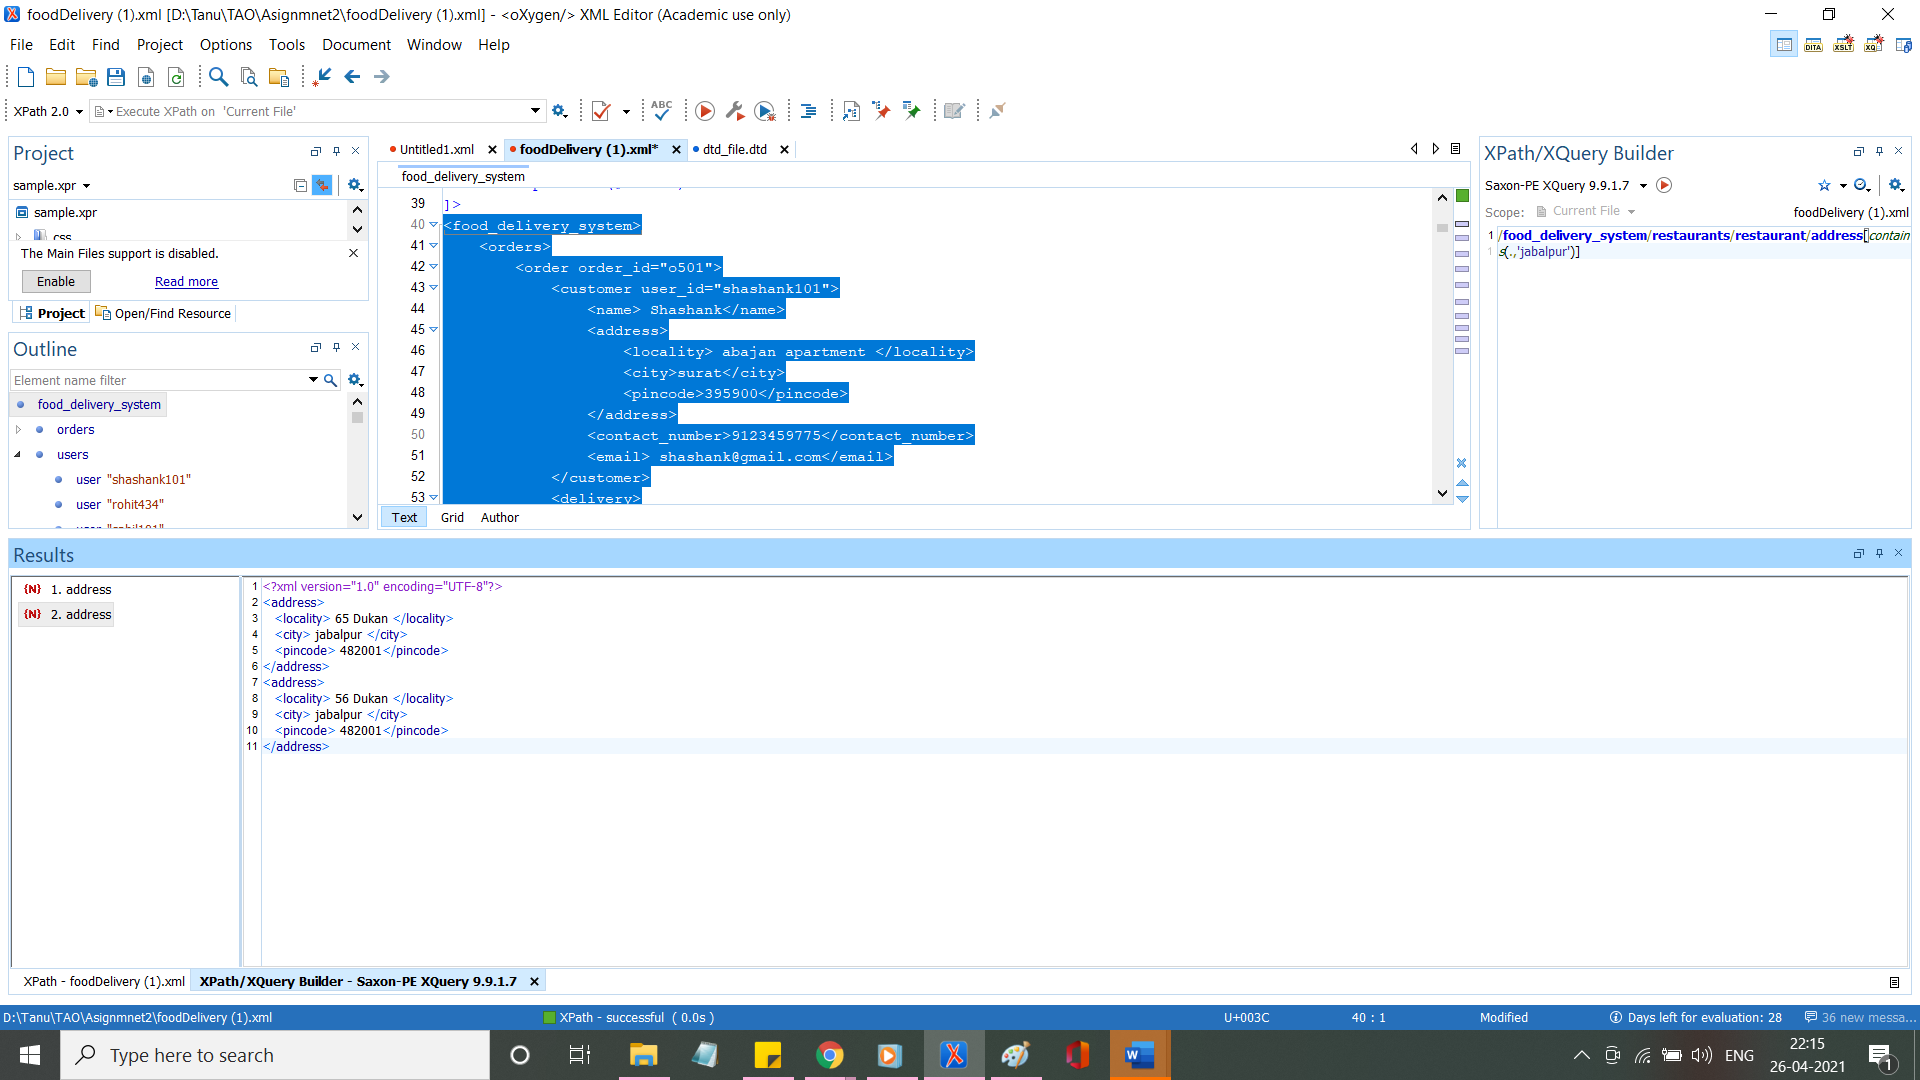 foodDelivery (1).xml [D:\Tanu\TAO\Asignmnet2\foodDelivery (1).xml] - <oXygen/> XML Editor (Academic use only)
File Edit Find Project Options Tools Document Window Help
DITA XSLT XQ
XPath 2.0 Execute XPath on 'Current File' ABC
Project
sample.xpr
sample.xpr
css
The Main Files support is disabled.
Enable Read more
Project Open/Find Resource
Outline
Element name filter
food_delivery_system
orders
users
user "shashank101"
user "rohit434"
Untitled1.xml foodDelivery (1).xml* dtd_file.dtd
food_delivery_system
39 ]>
40 <food_delivery_system>
41 <orders>
42 <order order_id="o501">
43 <customer user_id="shashank101">
44 <name> Shashank</name>
45 <address>
46 <locality> abajan apartment </locality>
47 <city>surat</city>
48 <pincode>395900</pincode>
49 </address>
50 <contact_number>9123459775</contact_number>
51 <email> shashank@gmail.com</email>
52 </customer>
53 <delivery>
Text Grid Author
XPath/XQuery Builder
Saxon-PE XQuery 9.9.1.7
Scope: Current File foodDelivery (1).xml
1 /food_delivery_system/restaurants/restaurant/address[contain
1 s(.,'jabalpur')]
Results
1. address
2. address
1 <?xml version="1.0" encoding="UTF-8"?>
2 <address>
3 <locality> 65 Dukan </locality>
4 <city> jabalpur </city>
5 <pincode> 482001</pincode>
6 </address>
7 <address>
8 <locality> 56 Dukan </locality>
9 <city> jabalpur </city>
10 <pincode> 482001</pincode>
11 </address>
XPath - foodDelivery (1).xml XPath/XQuery Builder - Saxon-PE XQuery 9.9.1.7
D:\Tanu\TAO\Asignmnet2\foodDelivery (1).xml XPath - successful ( 0.0s ) U+003C 40 : 1 Modified Days left for evaluation: 28 36 new messa...
Type here to search ENG 22:15
26-04-2021 1